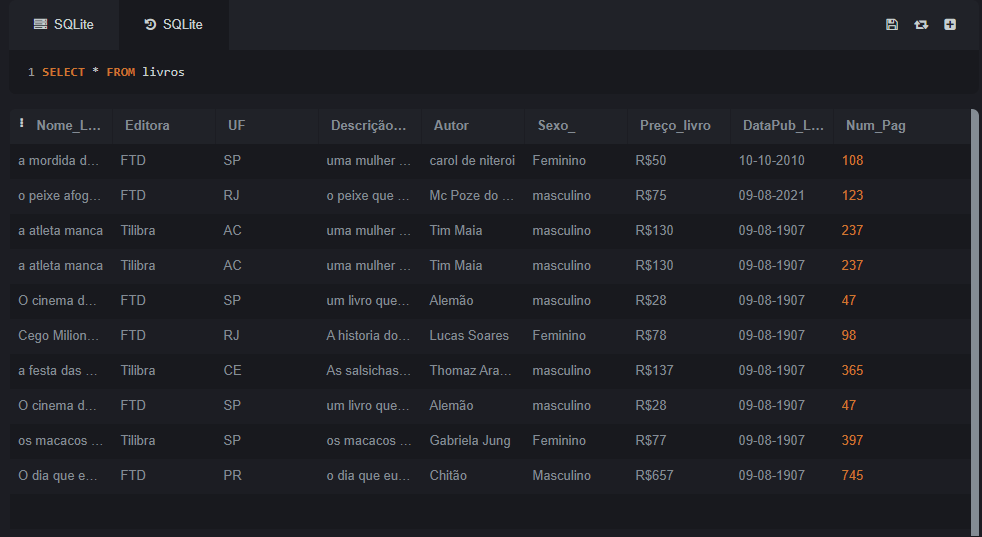 SQLite SQLite
1 SELECT * FROM livros
Nome_L... Editora UF Descrição... Autor Sexo_ Preço_livro DataPub_L... Num_Pag
a mordida d... FTD SP uma mulher ... carol de niteroi Feminino R$50 10-10-2010 108
o peixe afog... FTD RJ o peixe que ... Mc Poze do ... masculino R$75 09-08-2021 123
a atleta manca Tilibra AC uma mulher ... Tim Maia masculino R$130 09-08-1907 237
a atleta manca Tilibra AC uma mulher ... Tim Maia masculino R$130 09-08-1907 237
O cinema d... FTD SP um livro que... Alemão masculino R$28 09-08-1907 47
Cego Milion... FTD RJ A historia do... Lucas Soares Feminino R$78 09-08-1907 98
a festa das ... Tilibra CE As salsichas... Thomaz Ara... masculino R$137 09-08-1907 365
O cinema d... FTD SP um livro que... Alemão masculino R$28 09-08-1907 47
os macacos ... Tilibra SP os macacos ... Gabriela Jung Feminino R$77 09-08-1907 397
O dia que e... FTD PR o dia que eu... Chitão Masculino R$657 09-08-1907 745